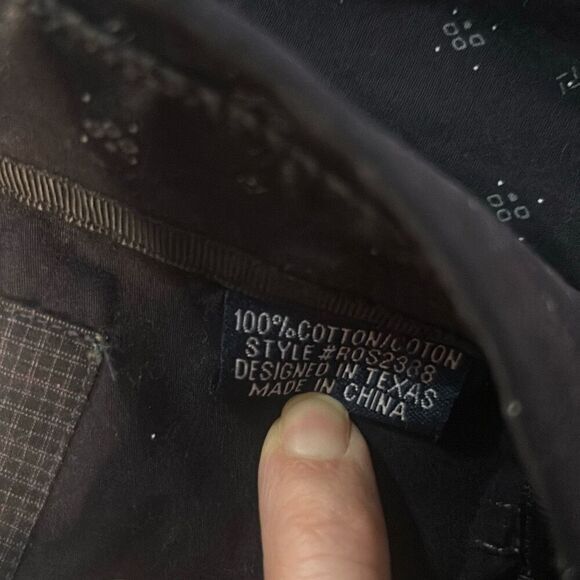 100%COTTON/COTON
STYLE #ROS2388
DESIGNED IN TEXAS
MADE IN CHINA